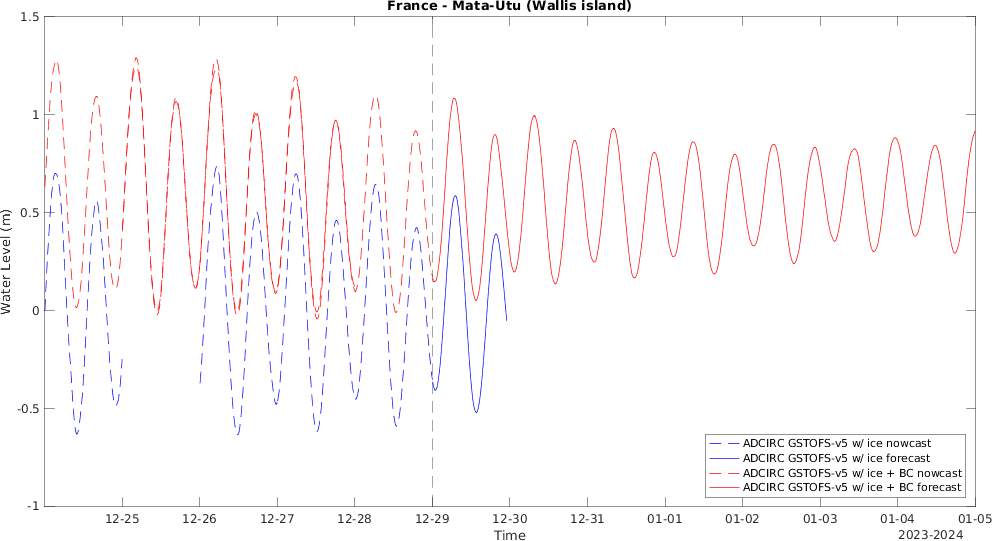 France - Mata-Utu (Wallis island)
1.5
1
0.5
0
-0.5
-1
Water Level (m)
ADCIRC GSTOFS-v5 w/ ice nowcast
ADCIRC GSTOFS-v5 w/ ice forecast
ADCIRC GSTOFS-v5 w/ ice + BC nowcast
ADCIRC GSTOFS-v5 w/ ice + BC forecast
12-25 12-26 12-27 12-28 12-29 12-30 12-31 01-01 01-02 01-03 01-04 01-05
Time
2023-2024